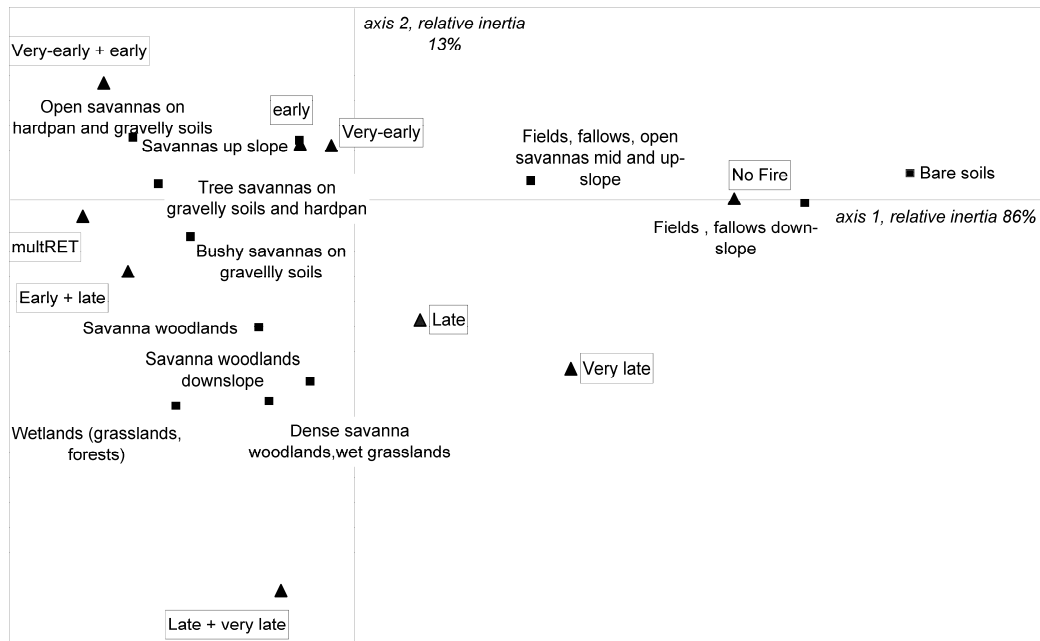 axis 2, relative inertia
13%
Very-early + early
Open savannas on
hardpan and gravelly soils
early
Savannas up slope
Very-early
Fields, fallows, open
savannas mid and up-
slope
No Fire
Bare soils
Tree savannas on
gravelly soils and hardpan
axis 1, relative inertia 86%
Fields , fallows down-
slope
multRET
Bushy savannas on
gravellly soils
Early + late
Savanna woodlands
Late
Savanna woodlands
downslope
Very late
Wetlands (grasslands,
forests)
Dense savanna
woodlands,wet grasslands
Late + very late